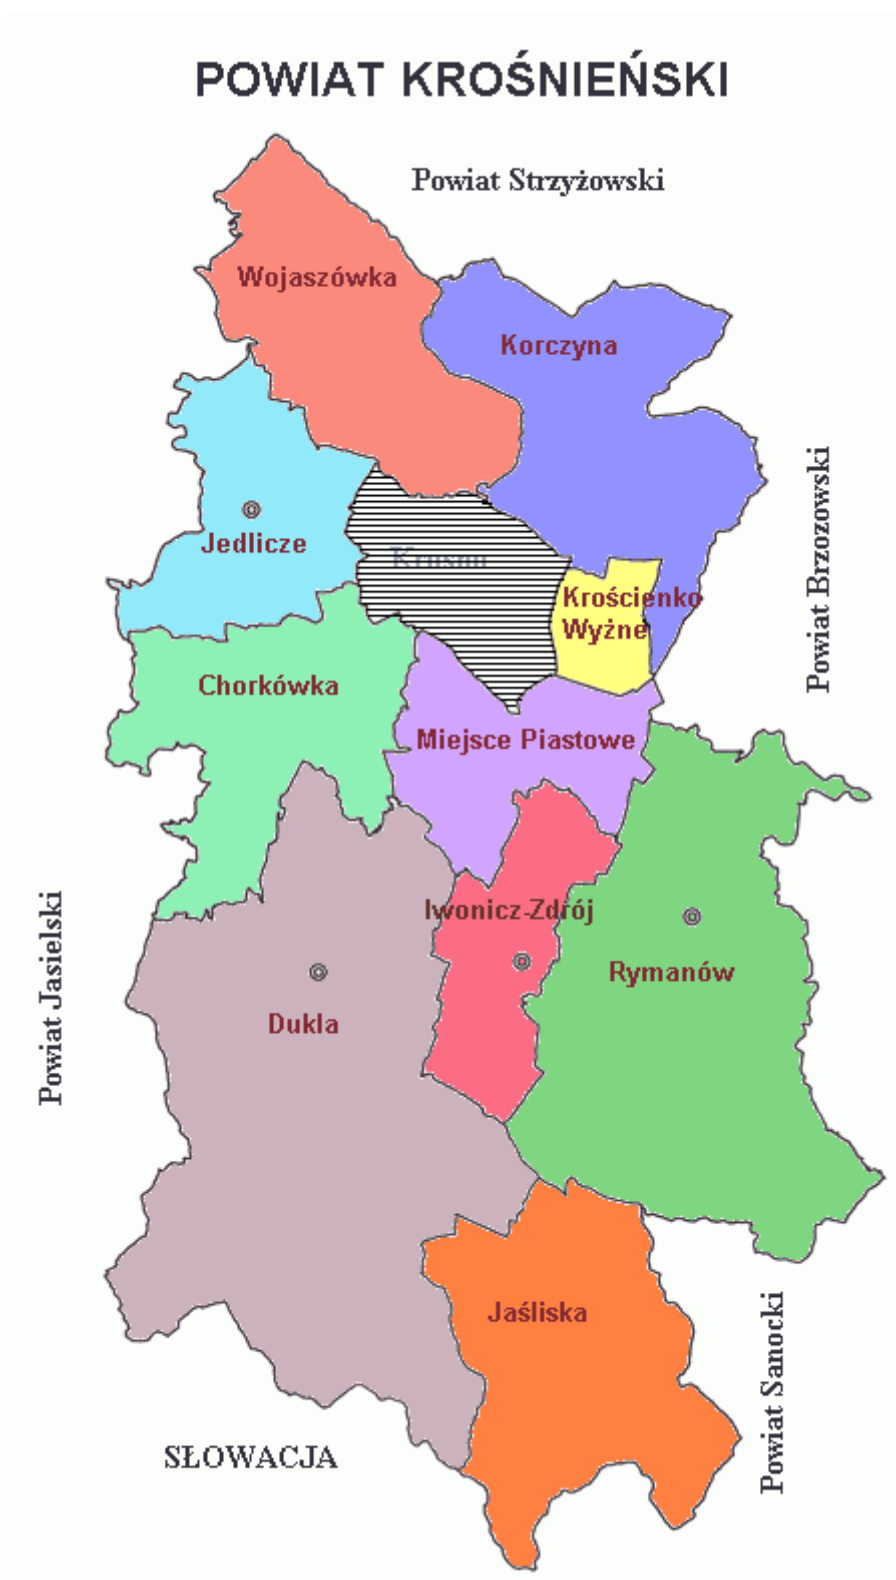 POWIAT KROŚNIEŃSKI
Powiat Strzyżowski
Wojaszówka
Korczyna
Powiat Brzozowski
Jedlicze
Krosno
Krościenko
Wyżne
Chorkówka
Miejsce Piastowe
Iwonicz-Zdrój
Rymanów
Powiat Jasielski
Dukla
Jaśliska
Powiat Sanocki
SŁOWACJA